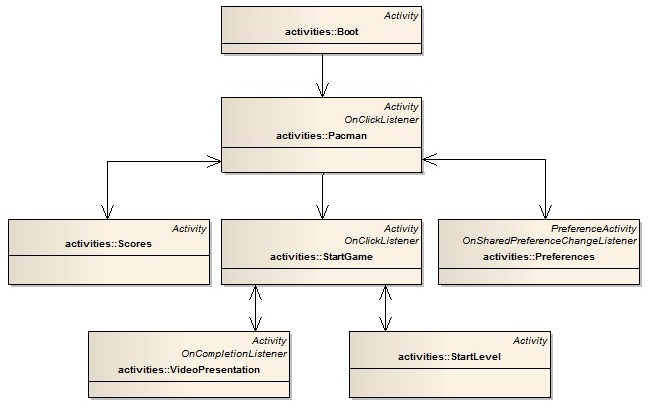 Activity
activities::Boot
Activity
OnClickListener
activities::Pacman
Activity
activities::Scores
Activity
OnClickListener
activities::StartGame
PreferenceActivity
OnSharedPreferenceChangeListener
activities::Preferences
Activity
OnCompletionListener
activities::VideoPresentation
Activity
activities::StartLevel